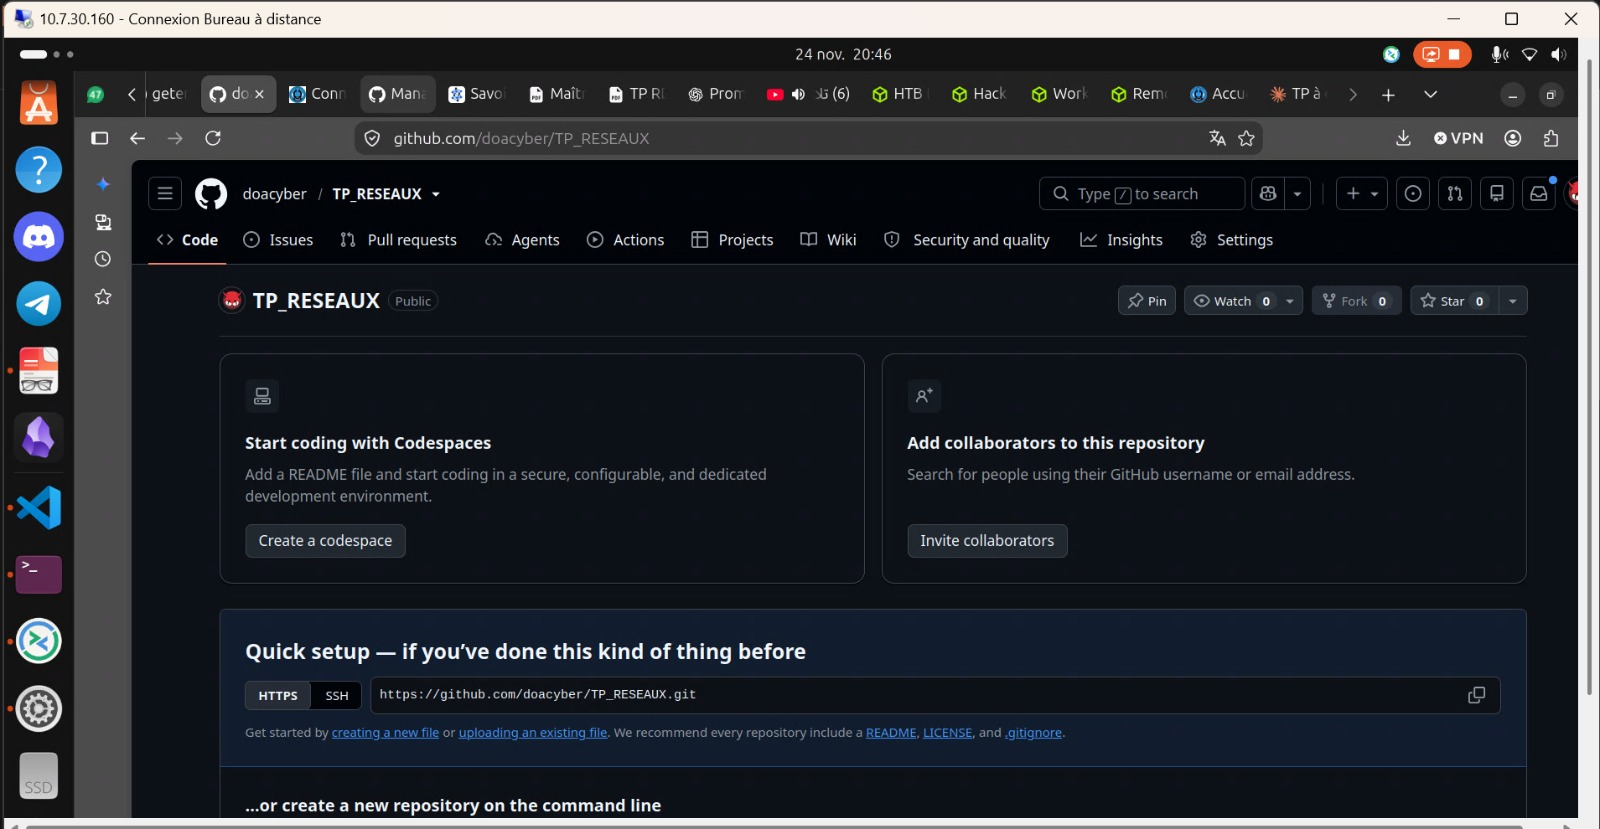 10.7.30.160 - Connexion Bureau à distance
24 nov. 20:46
47
do
Conn
Mana
Savoi
Maît
TP R
Prom
(6)
HTB
Hack
Work
Remo
Accu
TP à
github.com/doacyber/TP_RESEAUX
VPN
doacyber / TP_RESEAUX
Type / to search
Code
Issues
Pull requests
Agents
Actions
Projects
Wiki
Security and quality
Insights
Settings
TP_RESEAUX
Public
Pin
Watch 0
Fork 0
Star 0
Start coding with Codespaces
Add a README file and start coding in a secure, configurable, and dedicated
development environment.
Create a codespace
Add collaborators to this repository
Search for people using their GitHub username or email address.
Invite collaborators
Quick setup — if you’ve done this kind of thing before
HTTPS
SSH
https://github.com/doacyber/TP_RESEAUX.git
Get started by creating a new file or uploading an existing file. We recommend every repository include a README, LICENSE, and .gitignore.
...or create a new repository on the command line
SSD